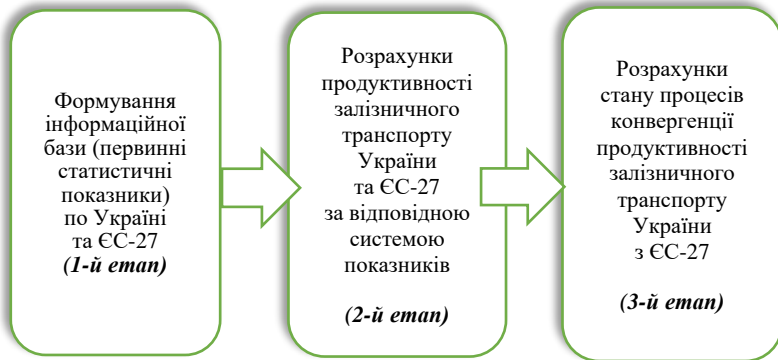 Формування
інформаційної
бази (первинні
статистичні
показники)
по Україні
та ЄС-27
(1-й етап)
Розрахунки
продуктивності
залізничного
транспорту
України
та ЄС-27
за відповідною
системою
показників
(2-й етап)
Розрахунки
стану процесів
конвергенції
продуктивності
залізничного
транспорту
України
з ЄС-27
(3-й етап)